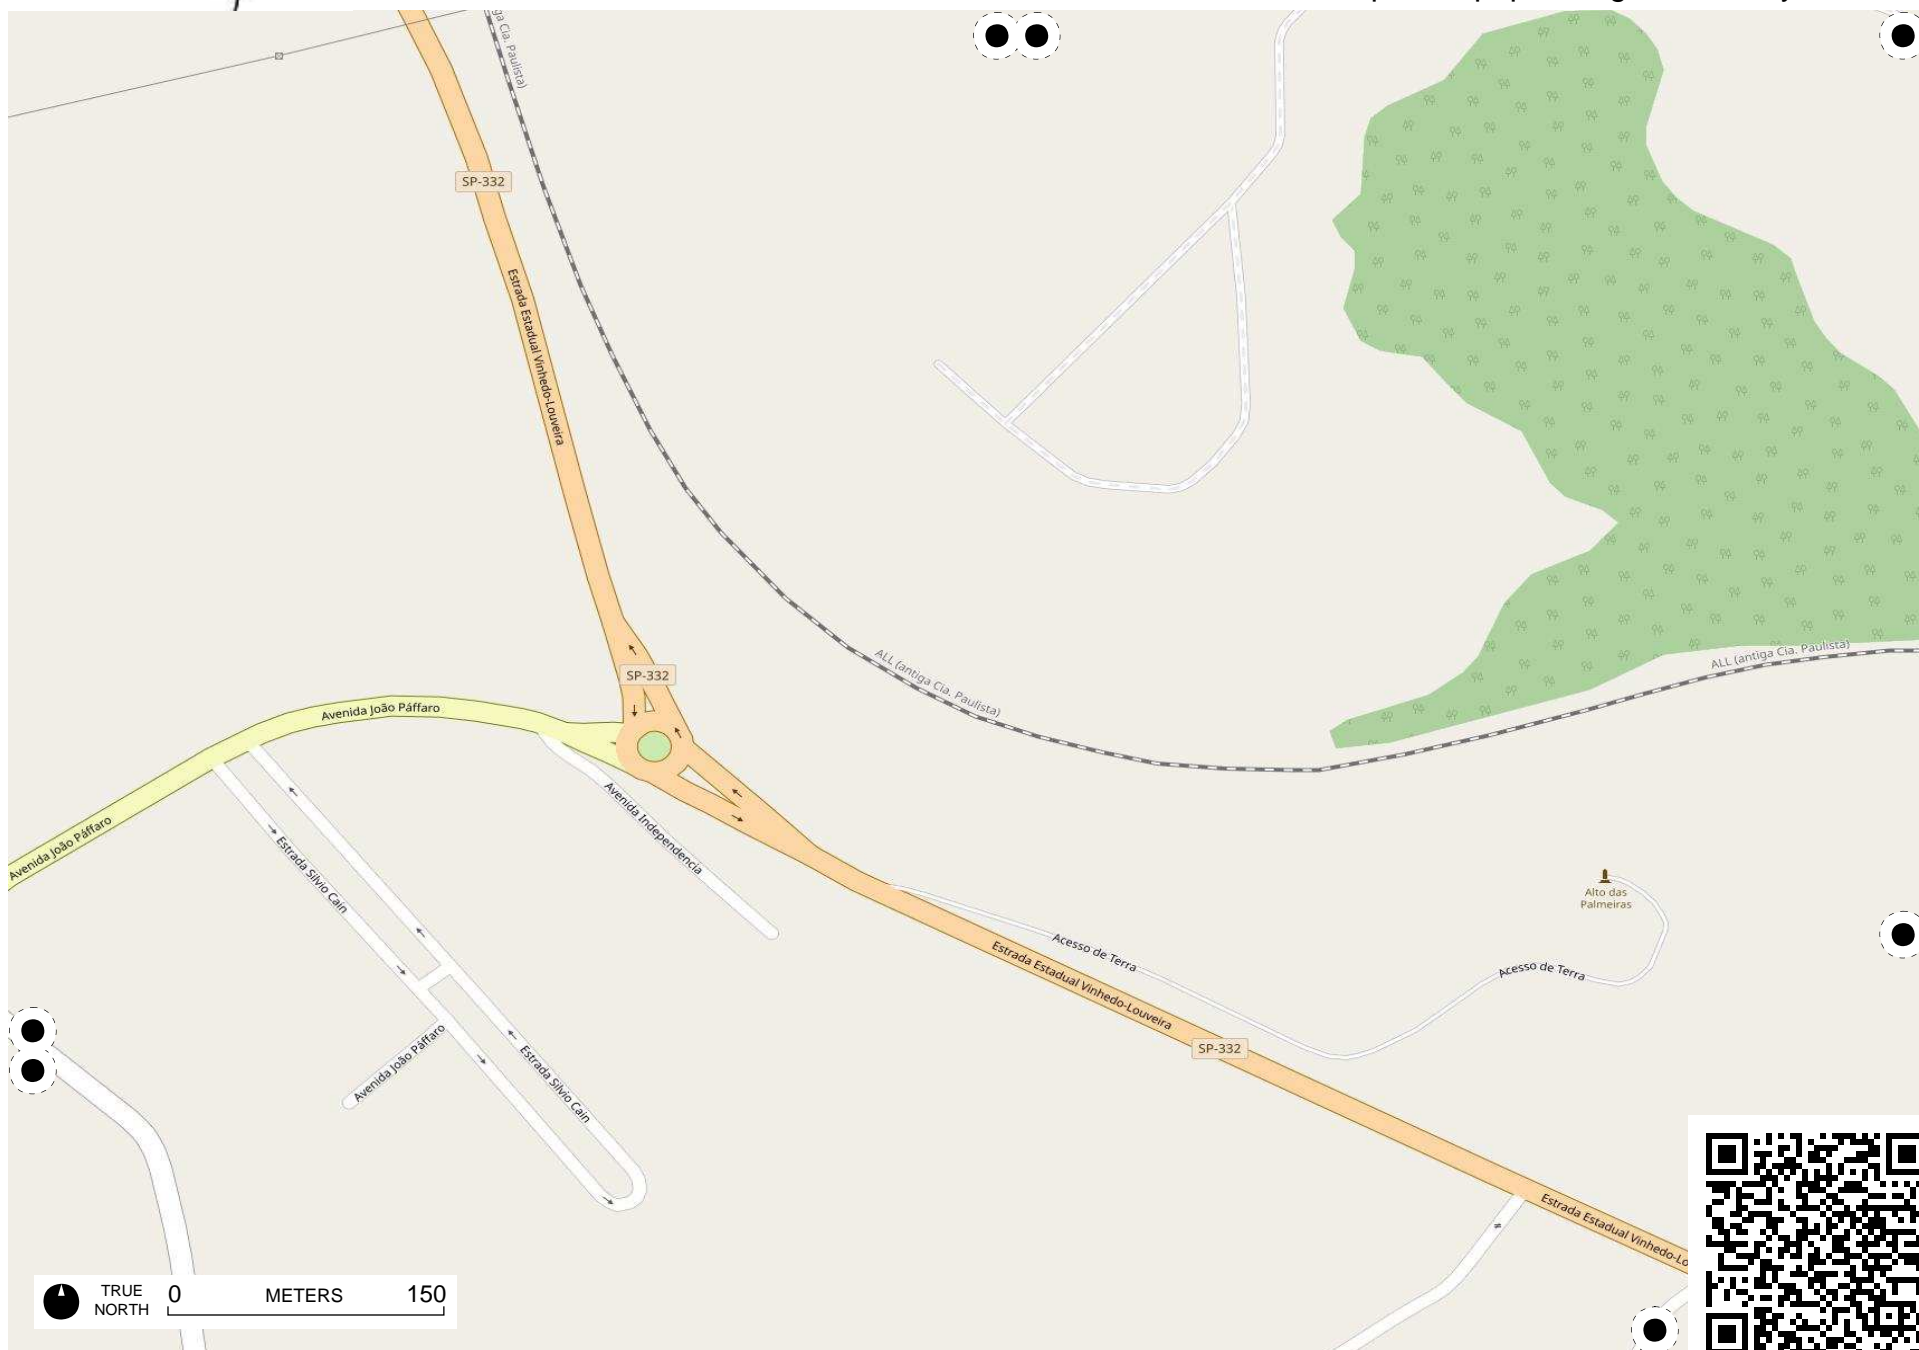 ga Cia. Paulista)
SP-332
Estrada Estadual Vinhedo-Louveira
ALL (antiga Cia. Paulista)
ALL (antiga Cia. Paulista)
SP-332
Avenida João Páffaro
Avenida João Páffaro
Avenida Independencia
Estrada Silvio Cain
Alto das
Palmeiras
Acesso de Terra
Acesso de Terra
Estrada Estadual Vinhedo-Louveira
SP-332
Avenida João Páffaro
Estrada Silvio Cain
Estrada Estadual Vinhedo-Lo
TRUE
NORTH
0 METERS 150